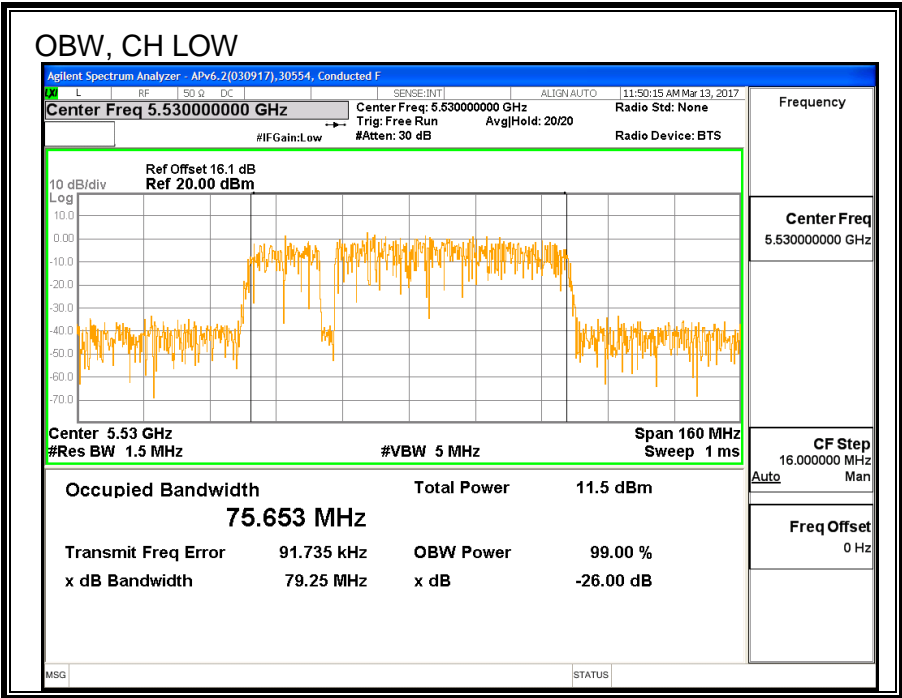 OBW, CH LOW
Agilent Spectrum Analyzer - APv6.2(030917),30554, Conducted F
LXI L RF 50 Ω DC SENSE:INT ALIGN AUTO 11:50:15 AM Mar 13, 2017
Center Freq 5.530000000 GHz
Center Freq: 5.530000000 GHz Radio Std: None
Trig: Free Run Avg|Hold: 20/20
#IFGain:Low #Atten: 30 dB Radio Device: BTS
Ref Offset 16.1 dB
10 dB/div Ref 20.00 dBm
Log
10.0
0.00
-10.0
-20.0
-30.0
-40.0
-50.0
-60.0
-70.0
Center 5.53 GHz Span 160 MHz
#Res BW 1.5 MHz #VBW 5 MHz Sweep 1 ms
Occupied Bandwidth Total Power 11.5 dBm
75.653 MHz
Transmit Freq Error 91.735 kHz OBW Power 99.00 %
x dB Bandwidth 79.25 MHz x dB -26.00 dB
MSG STATUS
Frequency
Center Freq
5.530000000 GHz
CF Step
16.000000 MHz
Auto Man
Freq Offset
0 Hz